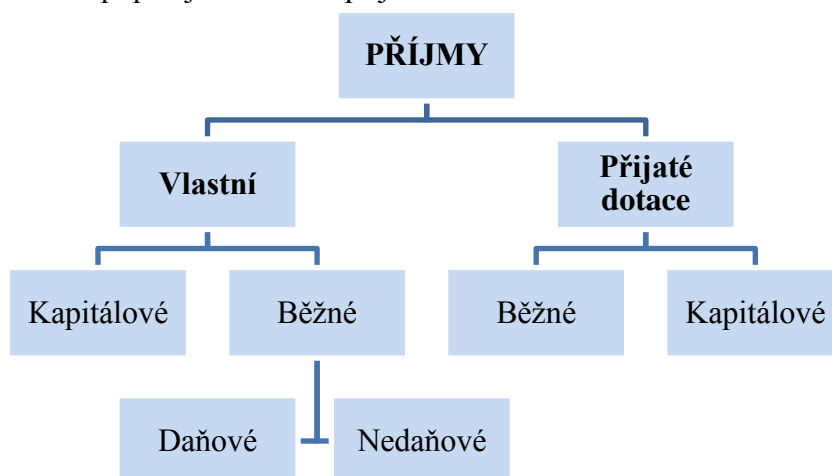 PŘÍJMY
Vlastní
Přijaté
dotace
Kapitálové
Běžné
Běžné
Kapitálové
Daňové
Nedaňové